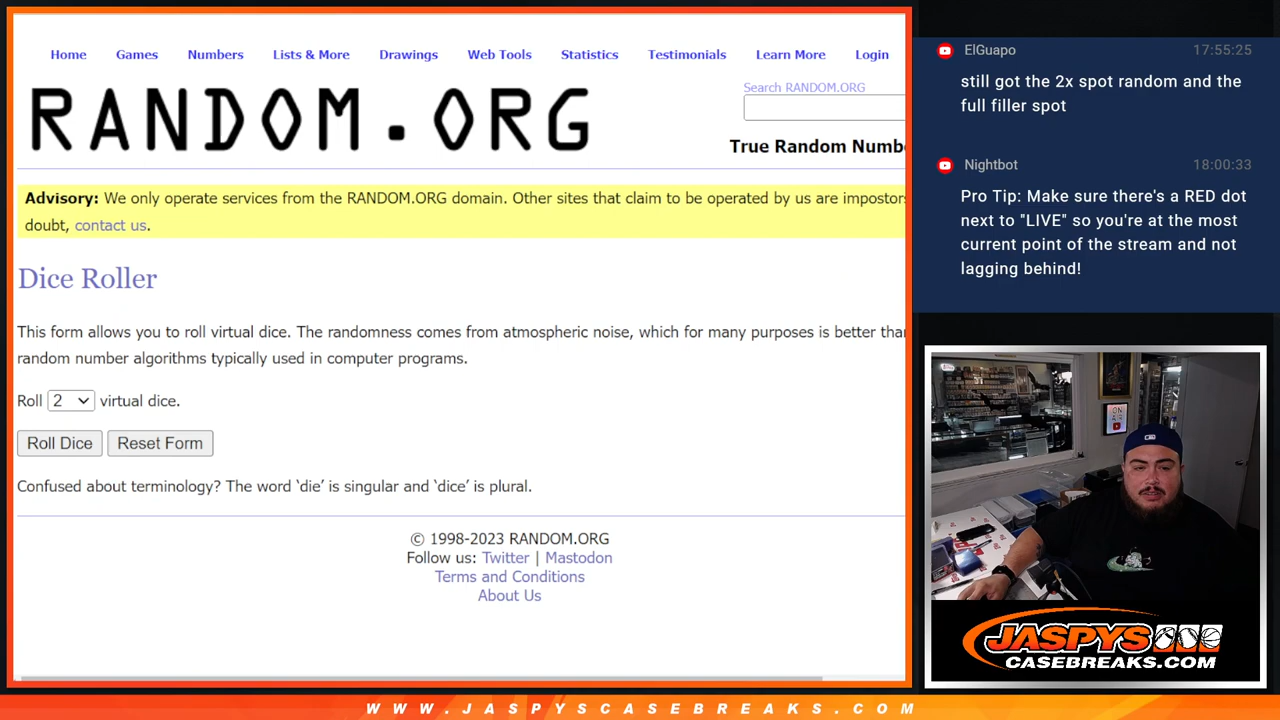 Home Games Numbers Lists & More Drawings Web Tools Statistics Testimonials Learn More Login
RANDOM.ORG
Search RANDOM.ORG
True Random Numb
Advisory: We only operate services from the RANDOM.ORG domain. Other sites that claim to be operated by us are impostors
doubt, contact us.
Dice Roller
This form allows you to roll virtual dice. The randomness comes from atmospheric noise, which for many purposes is better than
random number algorithms typically used in computer programs.
Roll 2 virtual dice.
Roll Dice Reset Form
Confused about terminology? The word ‘die’ is singular and ‘dice’ is plural.
© 1998-2023 RANDOM.ORG
Follow us: Twitter | Mastodon
Terms and Conditions
About Us
ElGuapo 17:55:25
still got the 2x spot random and the
full filler spot
Nightbot 18:00:33
Pro Tip: Make sure there's a RED dot
next to "LIVE" so you're at the most
current point of the stream and not
lagging behind!
ON
AIR
JASPYS
CASEBREAKS.COM
WWW.JASPYSCASEBREAKS.COM